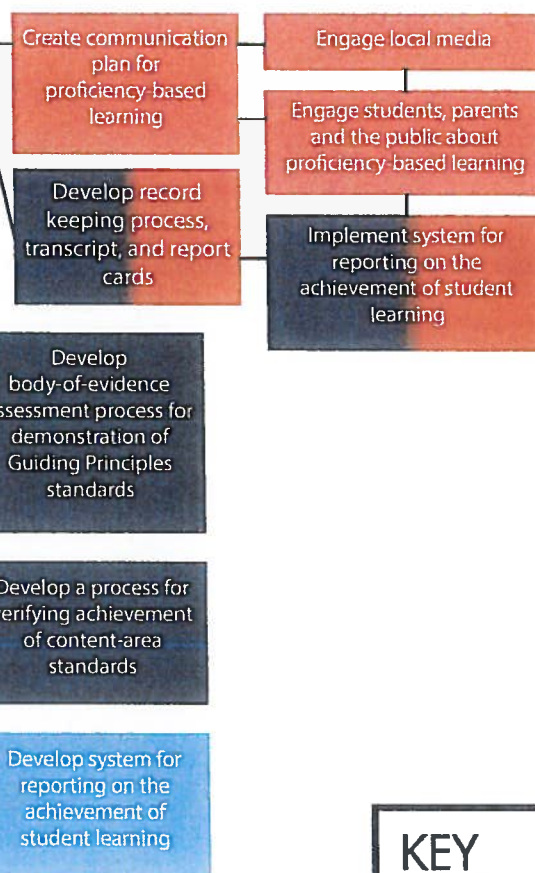 Create communication
plan for
proficiency-based
learning
Engage local media
Engage students, parents
and the public about
proficiency-based learning
Develop record
keeping process,
transcript, and report
cards
Implement system for
reporting on the
achievement of student
learning
Develop
body-of-evidence
ssessment process for
demonstration of
Guiding Principles
standards
Develop a process for
verifying achievement
of content-area
standards
Develop system for
reporting on the
achievement of
student learning
KEY